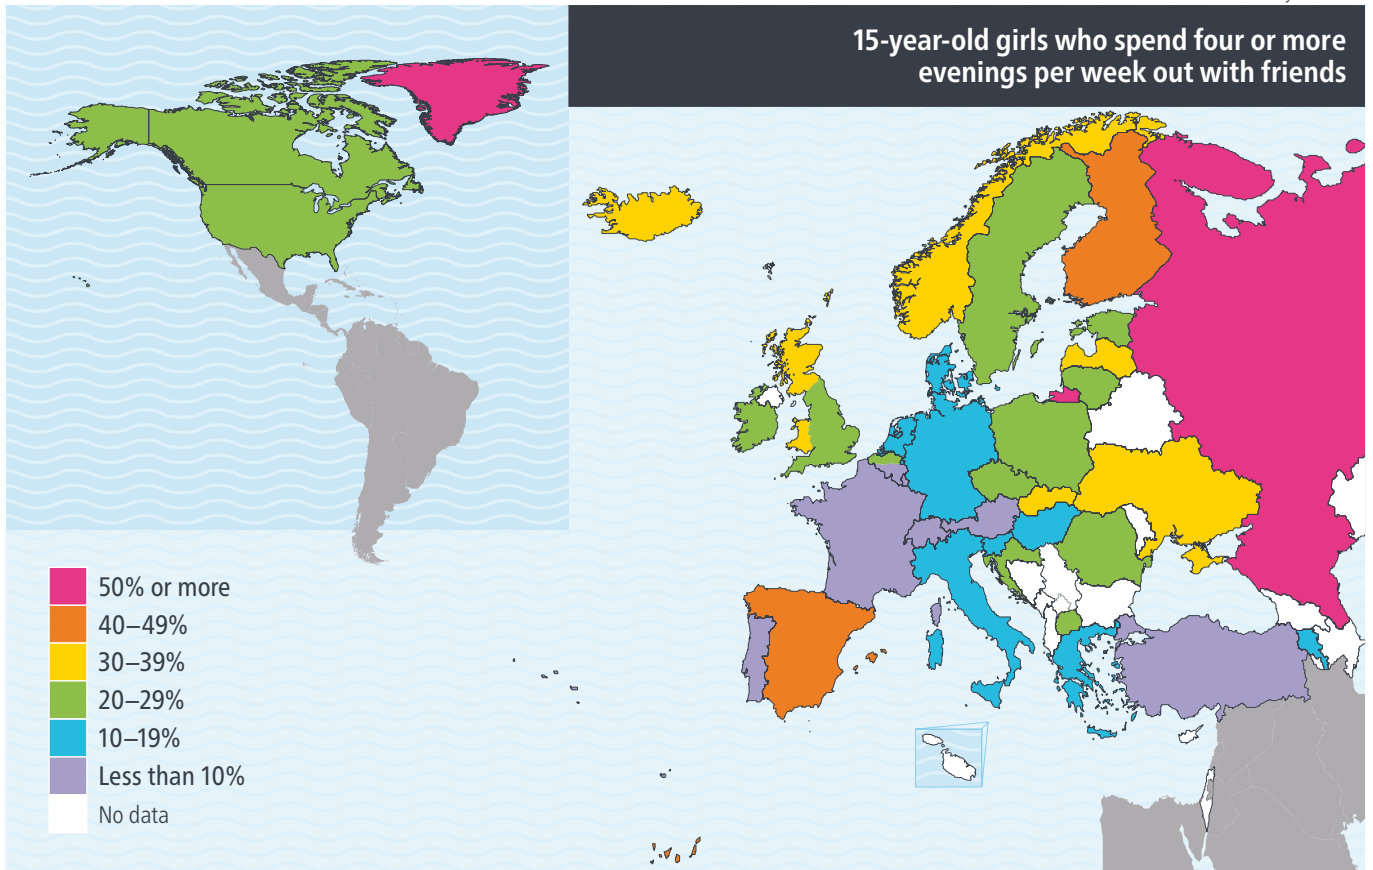 15-year-old girls who spend four or more
evenings per week out with friends
50% or more
40–49%
30–39%
20–29%
10–19%
Less than 10%
No data